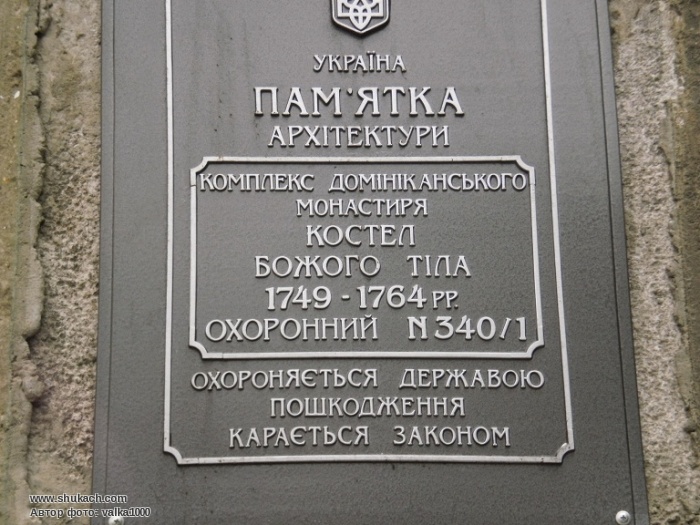 УКРАЇНА
ПАМ'ЯТКА
АРХІТЕКТУРИ
КОМПЛЕКС ДОМІНІКАНСЬКОГО
МОНАСТИРЯ
КОСТЕЛ
БОЖОГО ТІЛА
1749 - 1764 РР.
ОХОРОННИЙ N 340/1
ОХОРОНЯЄТЬСЯ ДЕРЖАВОЮ
ПОШКОДЖЕННЯ
КАРАЄТЬСЯ ЗАКОНОМ
www.shukach.com
Автор фото: valka1000